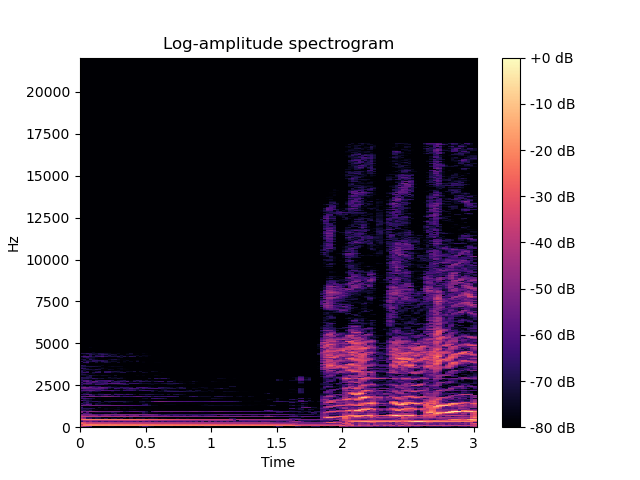 Log-amplitude spectrogram
Hz
20000
17500
15000
12500
10000
7500
5000
2500
0
0 0.5 1 1.5 2 2.5 3
Time
+0 dB
-10 dB
-20 dB
-30 dB
-40 dB
-50 dB
-60 dB
-70 dB
-80 dB